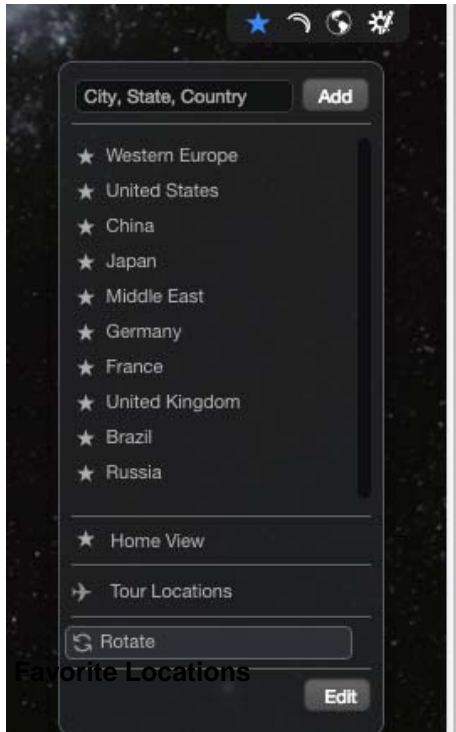 City, State, Country Add
Western Europe
United States
China
Japan
Middle East
Germany
France
United Kingdom
Brazil
Russia
Home View
Tour Locations
Rotate
Favorite Locations
Edit